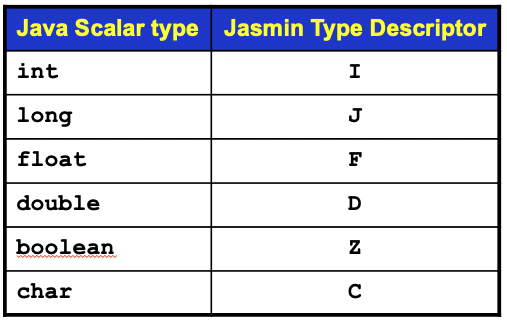 Java Scalar type Jasmin Type Descriptor
int I
long J
float F
double D
boolean Z
char C